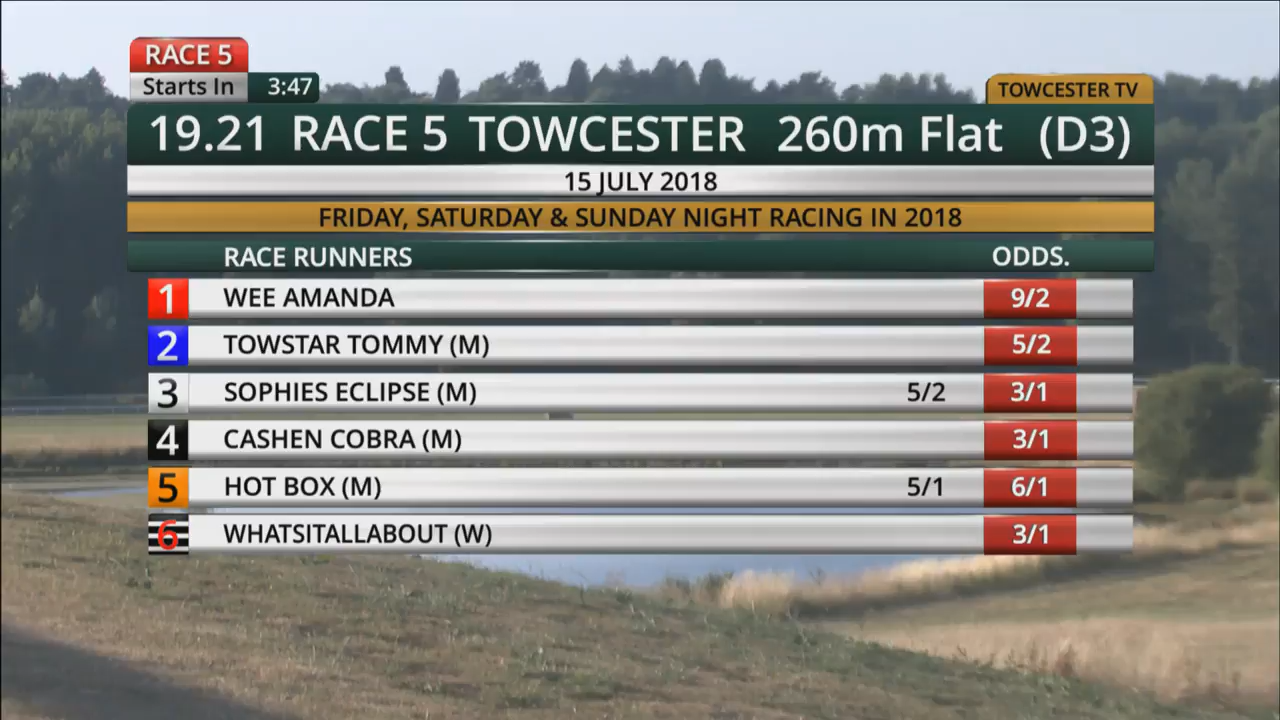 RACE 5
Starts In 3:47
TOWCESTER TV
19.21 RACE 5 TOWCESTER 260m Flat (D3)
15 JULY 2018
FRIDAY, SATURDAY & SUNDAY NIGHT RACING IN 2018
RACE RUNNERS ODDS.
1 WEE AMANDA 9/2
2 TOWSTAR TOMMY (M) 5/2
3 SOPHIES ECLIPSE (M) 5/2 3/1
4 CASHEN COBRA (M) 3/1
5 HOT BOX (M) 5/1 6/1
6 WHATSITALLABOUT (W) 3/1